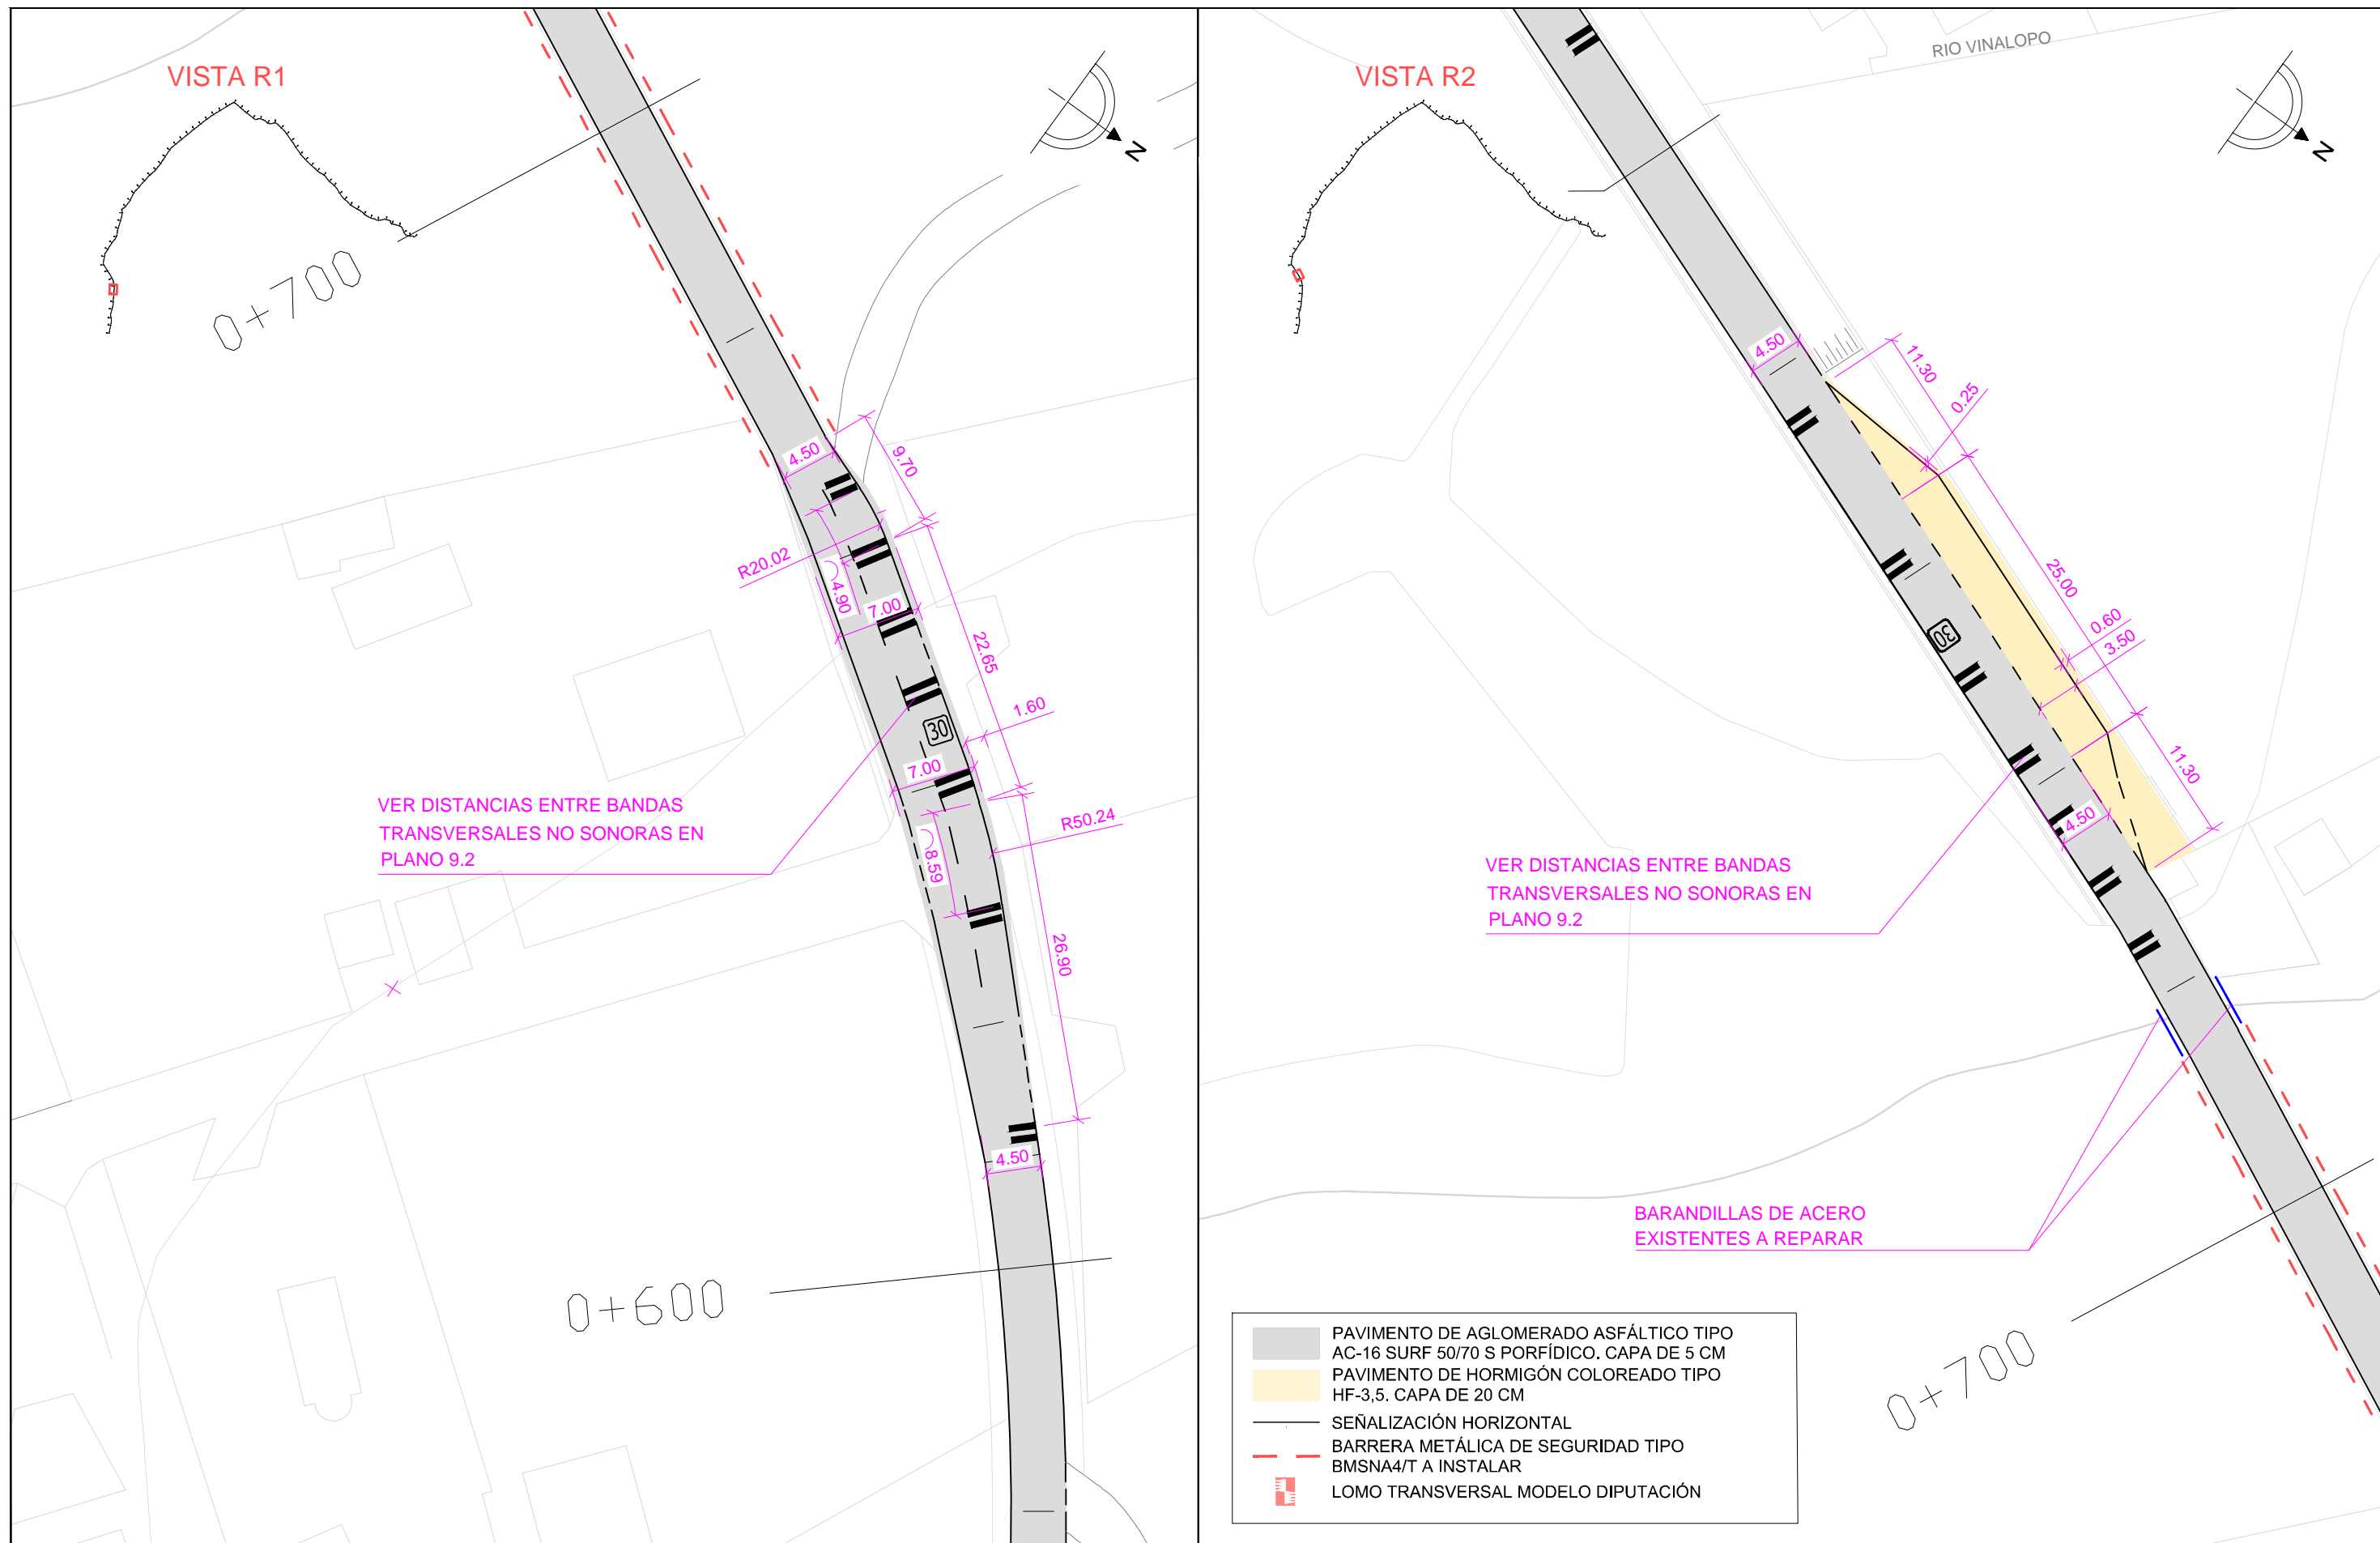 VISTA R1
N
0+700
4.50
9.70
R20.02
4.90
7.00
22.65
1.60
30
7.00
VER DISTANCIAS ENTRE BANDAS
TRANSVERSALES NO SONORAS EN
PLANO 9.2
R50.24
8.59
26.90
4.50
0+600
VISTA R2
RIO VINALOPO
N
4.50
11.30
0.25
25.00
0.60
3.50
30
11.30
4.50
VER DISTANCIAS ENTRE BANDAS
TRANSVERSALES NO SONORAS EN
PLANO 9.2
BARANDILLAS DE ACERO
EXISTENTES A REPARAR
0+700
PAVIMENTO DE AGLOMERADO ASFÁLTICO TIPO
AC-16 SURF 50/70 S PORFÍDICO. CAPA DE 5 CM
PAVIMENTO DE HORMIGÓN COLOREADO TIPO
HF-3,5. CAPA DE 20 CM
SEÑALIZACIÓN HORIZONTAL
BARRERA METÁLICA DE SEGURIDAD TIPO
BMSNA4/T A INSTALAR
LOMO TRANSVERSAL MODELO DIPUTACIÓN